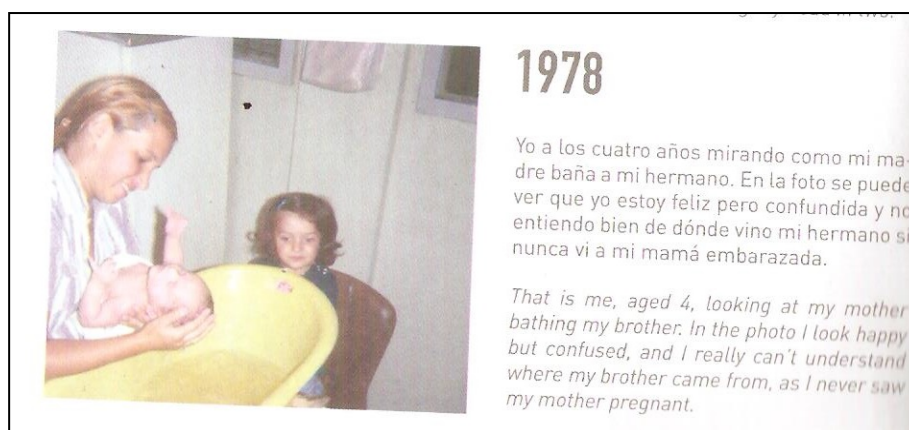 in two.
1978
Yo a los cuatro años mirando como mi ma-
dre baña a mi hermano. En la foto se puede
ver que yo estoy feliz pero confundida y no
entiendo bien de dónde vino mi hermano si
nunca vi a mi mamá embarazada.
That is me, aged 4, looking at my mother
bathing my brother. In the photo I look happy
but confused, and I really can´t understand
where my brother came from, as I never saw
my mother pregnant.